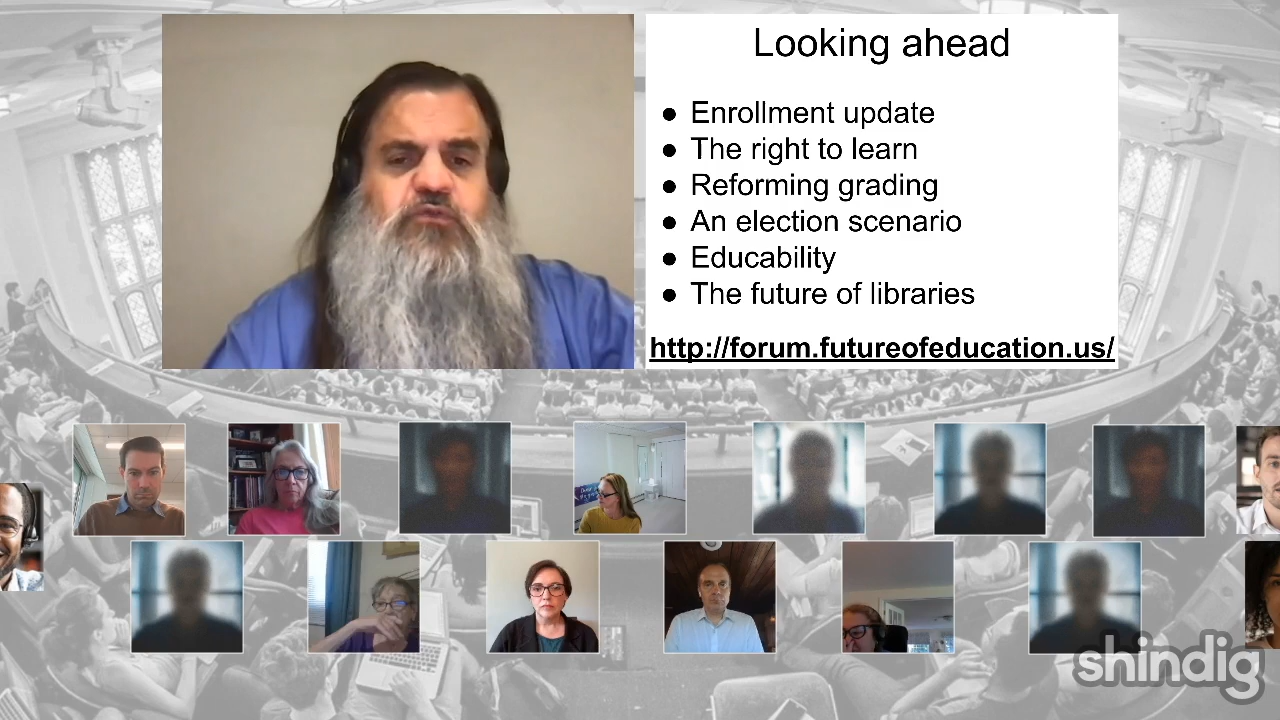 Looking ahead
● Enrollment update
● The right to learn
● Reforming grading
● An election scenario
● Educability
● The future of libraries
http://forum.futureofeducation.us/
shindig